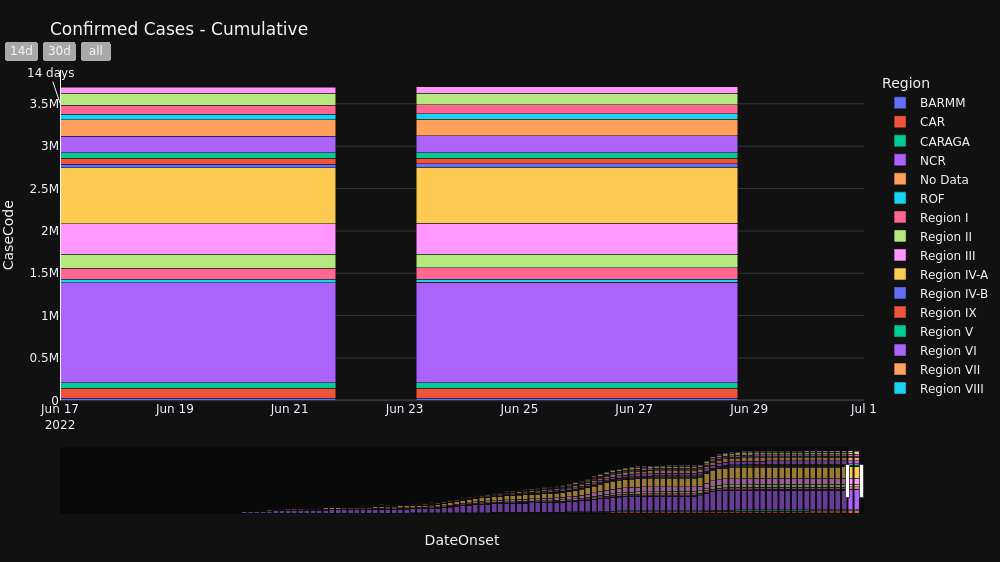 Confirmed Cases - Cumulative
14d 30d all
14 days
3.5M
3M
2.5M
2M
1.5M
1M
0.5M
0
CaseCode
Jun 17 Jun 19 Jun 21 Jun 23 Jun 25 Jun 27 Jun 29 Jul 1
2022
DateOnset
Region
BARMM
CAR
CARAGA
NCR
No Data
ROF
Region I
Region II
Region III
Region IV-A
Region IV-B
Region IX
Region V
Region VI
Region VII
Region VIII